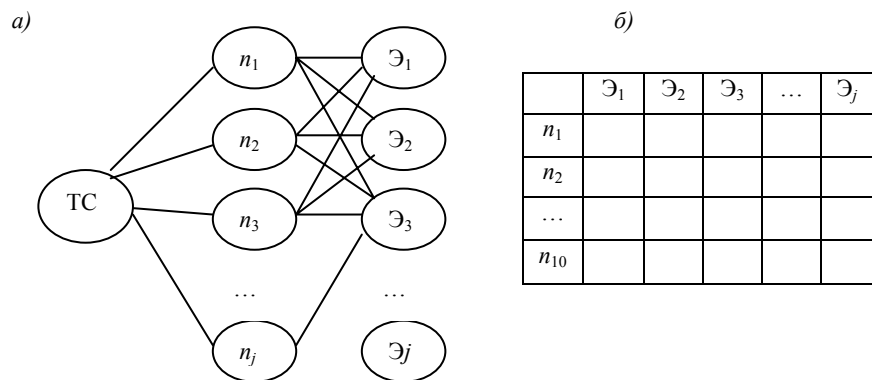 а)
n1 Э1
n2 Э2
ТС
n3 Э3
… …
nj Эj
б)
Э1 Э2 Э3 … Эj
n1
n2
…
n10